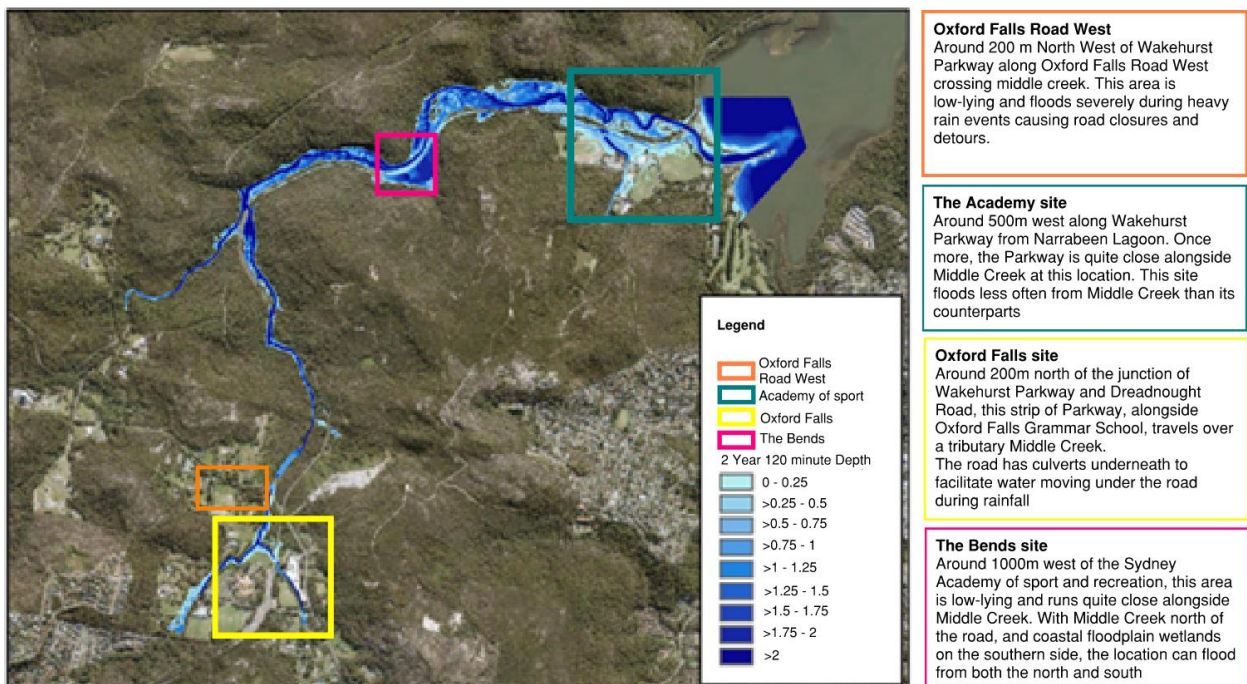 Oxford Falls Road West
Around 200 m North West of Wakehurst
Parkway along Oxford Falls Road West
crossing middle creek. This area is
low-lying and floods severely during heavy
rain events causing road closures and
detours.
The Academy site
Around 500m west along Wakehurst
Parkway from Narrabeen Lagoon. Once
more, the Parkway is quite close alongside
Middle Creek at this location. This site
floods less often from Middle Creek than its
counterparts
Oxford Falls site
Around 200m north of the junction of
Wakehurst Parkway and Dreadnought
Road, this strip of Parkway, alongside
Oxford Falls Grammar School, travels over
a tributary Middle Creek.
The road has culverts underneath to
facilitate water moving under the road
during rainfall
The Bends site
Around 1000m west of the Sydney
Academy of sport and recreation, this area
is low-lying and runs quite close alongside
Middle Creek. With Middle Creek north of
the road, and coastal floodplain wetlands
on the southern side, the location can flood
from both the north and south
Legend
Oxford Falls
Road West
Academy of sport
Oxford Falls
The Bends
2 Year 120 minute Depth
0 - 0.25
>0.25 - 0.5
>0.5 - 0.75
>0.75 - 1
>1 - 1.25
>1.25 - 1.5
>1.5 - 1.75
>1.75 - 2
>2